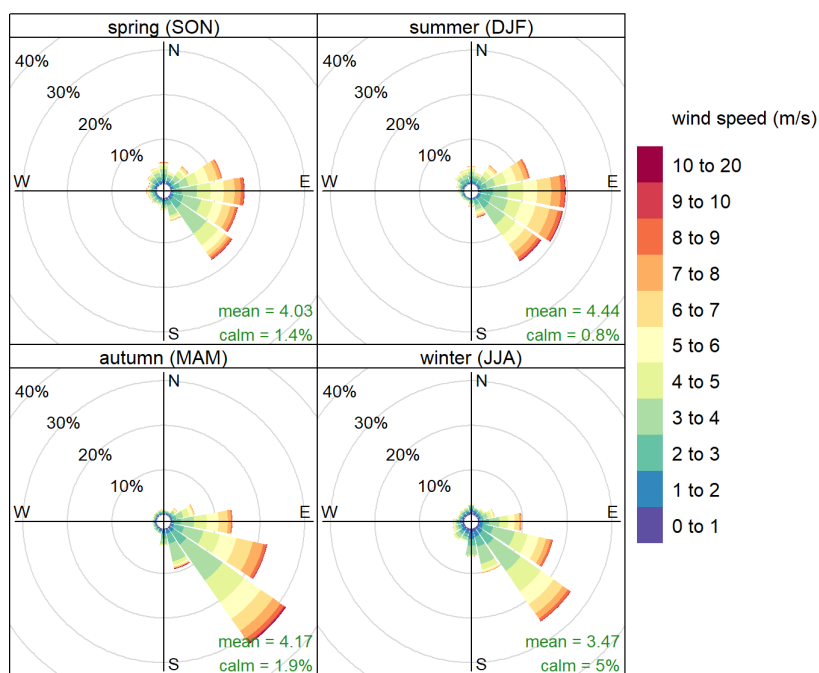 spring (SON)
N
40%
30%
20%
10%
W
E
mean = 4.03
S
calm = 1.4%
summer (DJF)
N
40%
30%
20%
10%
W
E
mean = 4.44
S
calm = 0.8%
autumn (MAM)
N
40%
30%
20%
10%
W
E
mean = 4.17
S
calm = 1.9%
winter (JJA)
N
40%
30%
20%
10%
W
E
mean = 3.47
S
calm = 5%
wind speed (m/s)
10 to 20
9 to 10
8 to 9
7 to 8
6 to 7
5 to 6
4 to 5
3 to 4
2 to 3
1 to 2
0 to 1